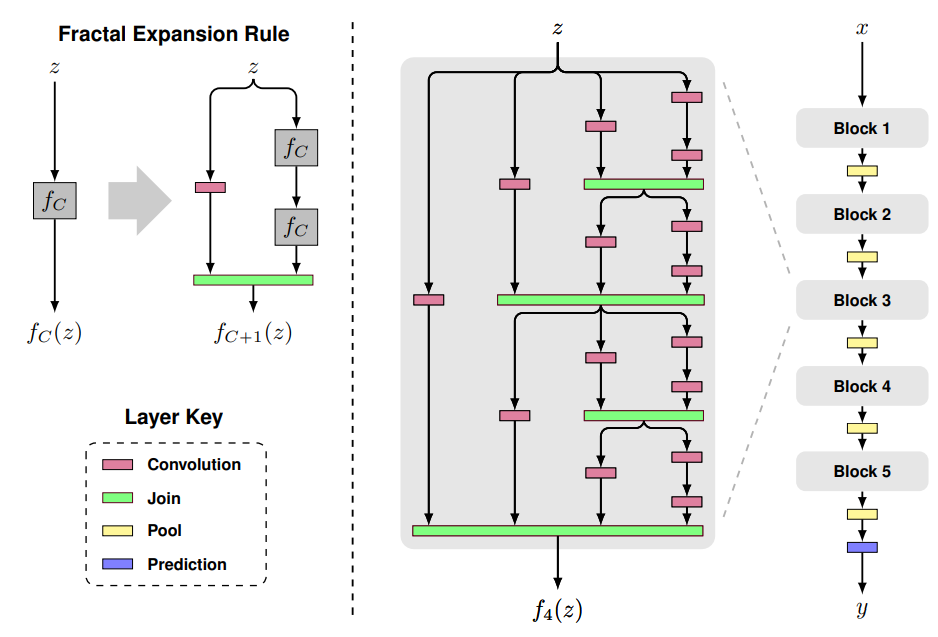 Fractal Expansion Rule
z
f_C
f_C(z)
z
f_C
f_C
f_{C+1}(z)
Layer Key
Convolution
Join
Pool
Prediction
z
f_4(z)
x
Block 1
Block 2
Block 3
Block 4
Block 5
y